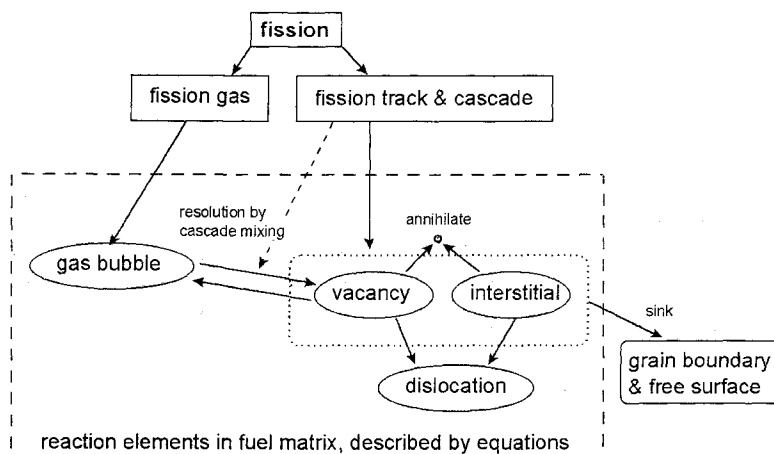 fission
fission gas
fission track & cascade
resolution by
cascade mixing
annihilate
gas bubble
vacancy
interstitial
sink
dislocation
grain boundary
& free surface
reaction elements in fuel matrix, described by equations